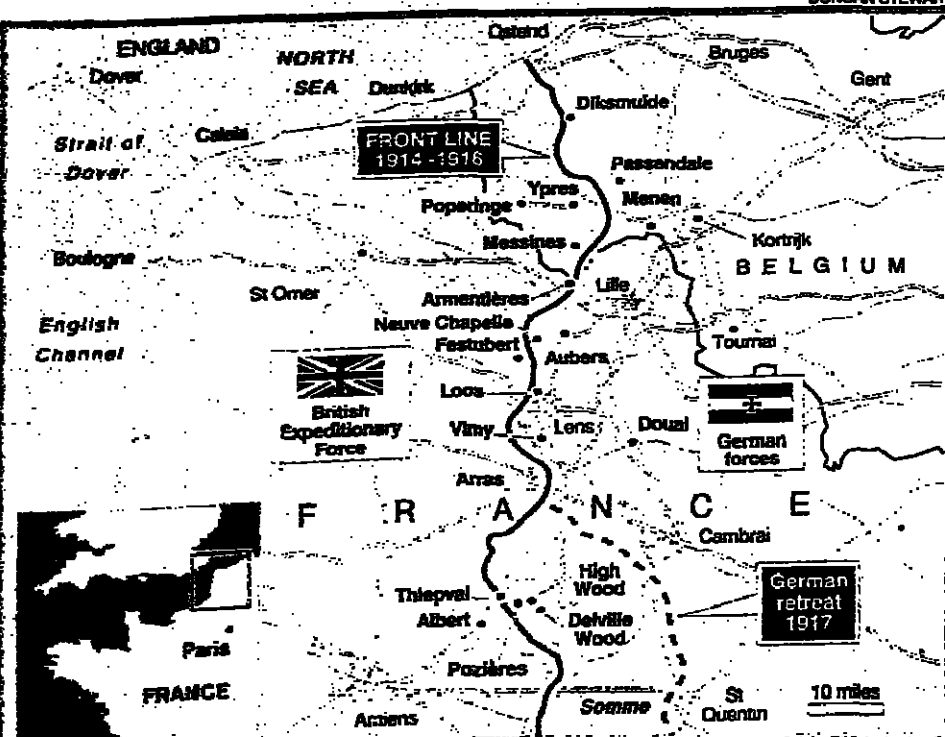 ENGLAND
Dover
NORTH
SEA
Dunkirk
Ostend
Bruges
Gent
Strait of
Dover
Calais
FRONT LINE
1914-1916
Diksmuide
Passendale
Ypres
Poperinge
Menen
Messines
Kortrijk
Boulogne
BELGIUM
St Omer
Lille
Armentières
English
Channel
Neuve Chapelle
Festubert
Aubers
Tournai
Loos
British
Expeditionary
Force
Vimy
Lens
Douai
German
forces
Arras
FRANCE
Cambrai
High
Wood
German
retreat
1917
Thiepval
Albert
Delville
Wood
Paris
Pozières
FRANCE
Somme
St
Quentin
10 miles
Amiens